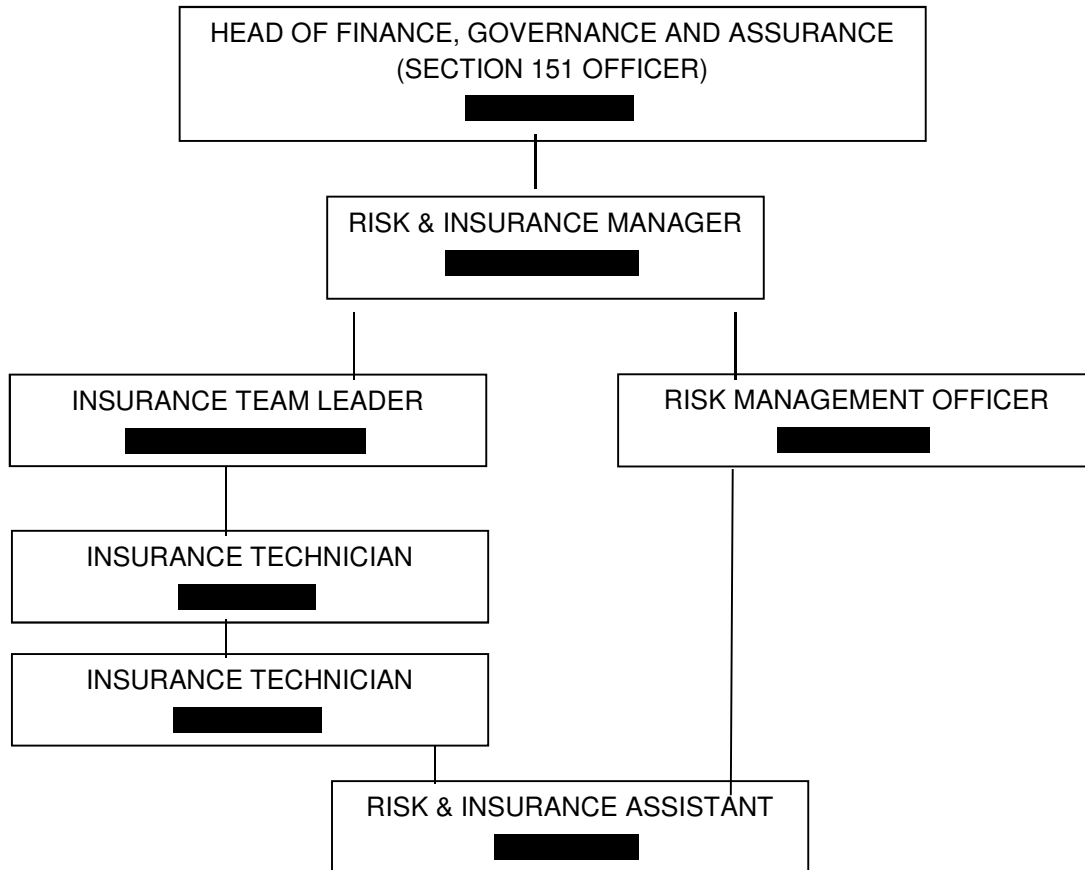 HEAD OF FINANCE, GOVERNANCE AND ASSURANCE
(SECTION 151 OFFICER)
RISK & INSURANCE MANAGER
INSURANCE TEAM LEADER
RISK MANAGEMENT OFFICER
INSURANCE TECHNICIAN
INSURANCE TECHNICIAN
RISK & INSURANCE ASSISTANT